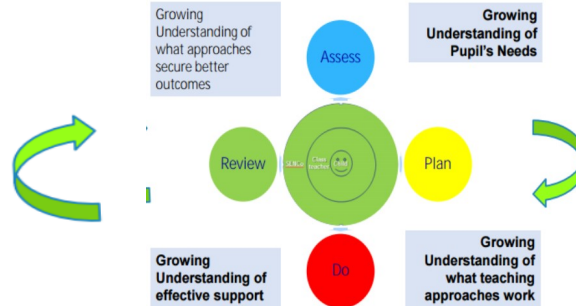 Growing
Understanding of
what approaches
secure better
outcomes
Assess
Growing
Understanding of
Pupil's Needs
Review
SENCo
Class
teacher
Plan
Growing
Understanding of
effective support
Do
Growing
Understanding of
what teaching
approaches work